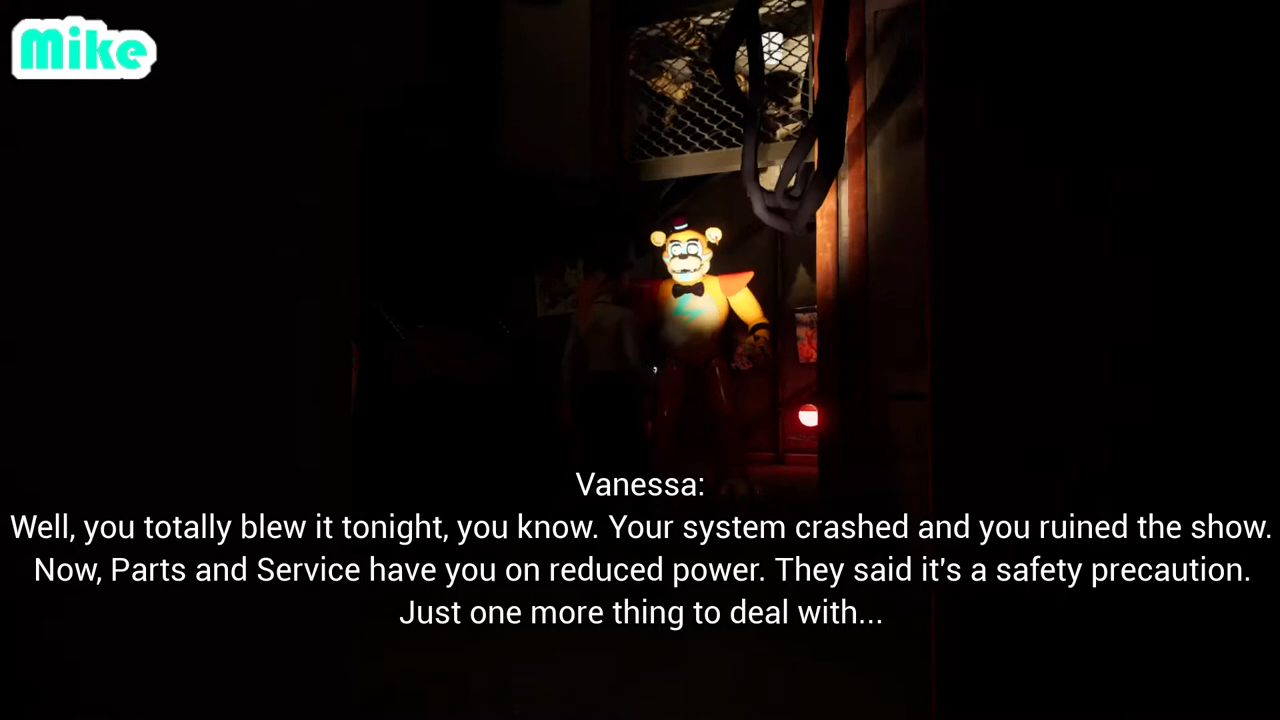 Mike
Vanessa:
Well, you totally blew it tonight, you know. Your system crashed and you ruined the show.
Now, Parts and Service have you on reduced power. They said it's a safety precaution.
Just one more thing to deal with...